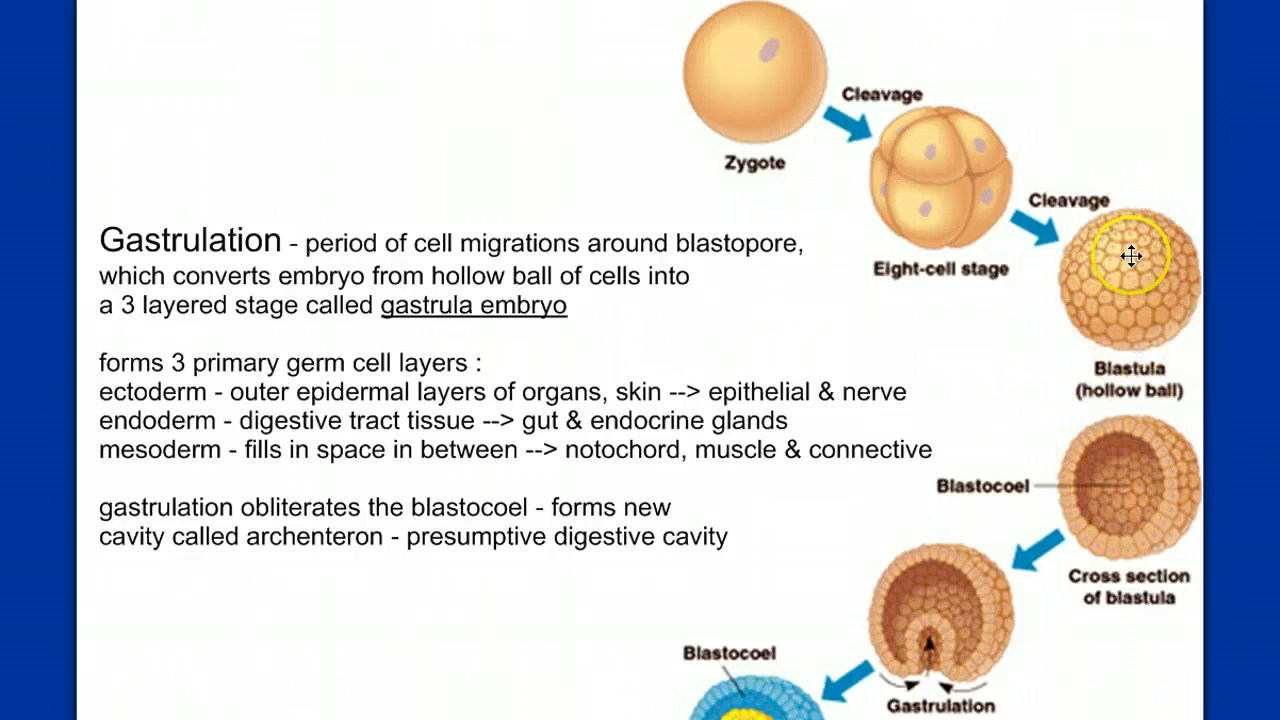 Cleavage
Zygote
Cleavage
Eight-cell stage
Gastrulation - period of cell migrations around blastopore,
which converts embryo from hollow ball of cells into
a 3 layered stage called gastrula embryo
forms 3 primary germ cell layers :
ectoderm - outer epidermal layers of organs, skin --> epithelial & nerve
endoderm - digestive tract tissue --> gut & endocrine glands
mesoderm - fills in space in between --> notochord, muscle & connective
gastrulation obliterates the blastocoel - forms new
cavity called archenteron - presumptive digestive cavity
Blastula
(hollow ball)
Blastocoel
Cross section
of blastula
Blastocoel
Gastrulation